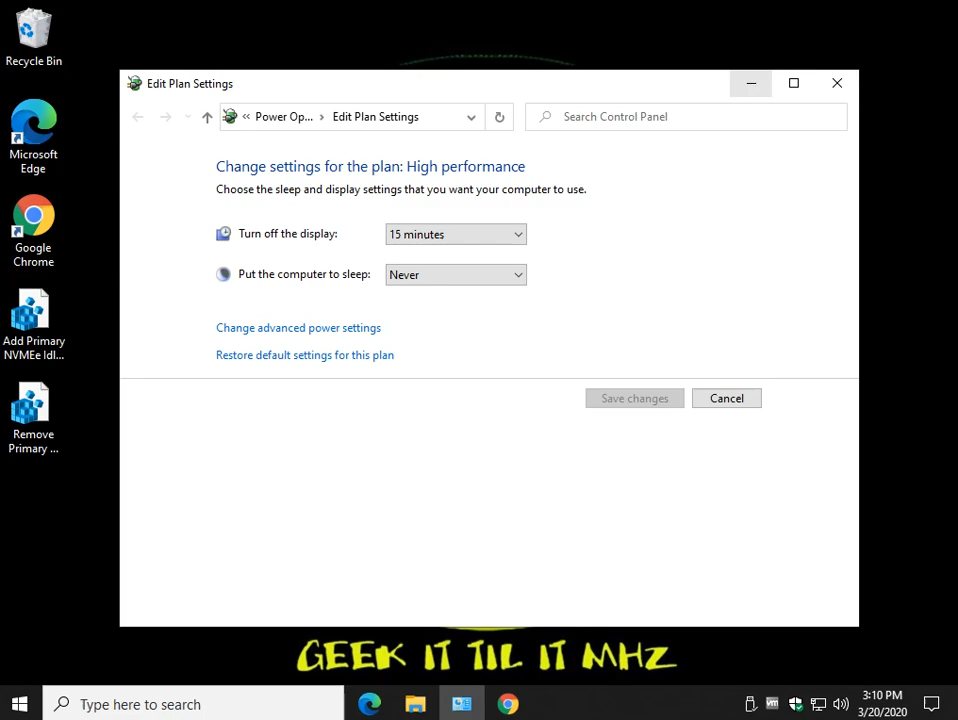 Recycle Bin
Microsoft
Edge
Google
Chrome
Add Primary
NVMEe Idl...
Remove
Primary ...
Edit Plan Settings
« Power Op... › Edit Plan Settings
Search Control Panel
Change settings for the plan: High performance
Choose the sleep and display settings that you want your computer to use.
Turn off the display: 15 minutes
Put the computer to sleep: Never
Change advanced power settings
Restore default settings for this plan
Save changes Cancel
GEEK IT TIL IT MHZ
Type here to search
vm
3:10 PM
3/20/2020